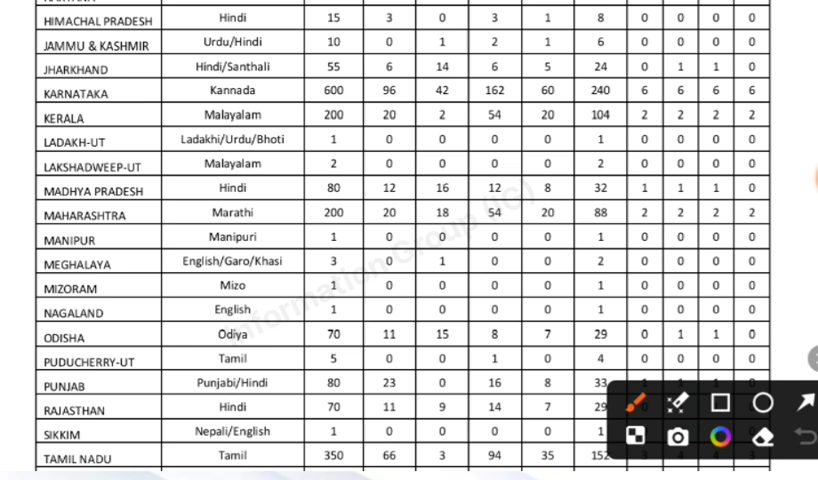 HIMACHAL PRADESH Hindi 15 3 0 3 1 8 0 0 0 0
JAMMU & KASHMIR Urdu/Hindi 10 0 1 2 1 6 0 0 0 0
JHARKHAND Hindi/Santhali 55 6 14 6 5 24 0 1 1 0
KARNATAKA Kannada 600 96 42 162 60 240 6 6 6 6
KERALA Malayalam 200 20 2 54 20 104 2 2 2 2
LADAKH-UT Ladakhi/Urdu/Bhoti 1 0 0 0 0 1 0 0 0 0
LAKSHADWEEP-UT Malayalam 2 0 0 0 0 2 0 0 0 0
MADHYA PRADESH Hindi 80 12 16 12 8 32 1 1 1 0
MAHARASHTRA Marathi 200 20 18 54 20 88 2 2 2 2
MANIPUR Manipuri 1 0 0 0 0 1 0 0 0 0
MEGHALAYA English/Garo/Khasi 3 0 1 0 0 2 0 0 0 0
MIZORAM Mizo 1 0 0 0 0 1 0 0 0 0
NAGALAND English 1 0 0 0 0 1 0 0 0 0
ODISHA Odiya 70 11 15 8 7 29 0 1 1 0
PUDUCHERRY-UT Tamil 5 0 0 1 0 4 0 0 0 0
PUNJAB Punjabi/Hindi 80 23 0 16 8 33 1 1 1 0
RAJASTHAN Hindi 70 11 9 14 7 29
SIKKIM Nepali/English 1 0 0 0 0 1
TAMIL NADU Tamil 350 66 3 94 35 152
Information Group (IG)